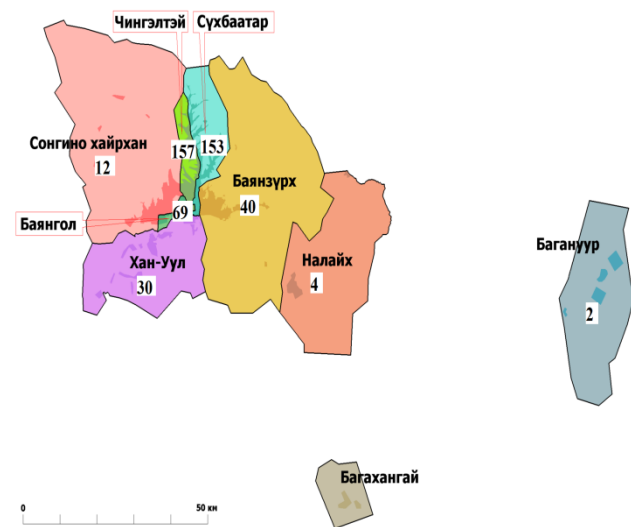 Чингэлтэй
Сүхбаатар
Сонгино хайрхан
12
157
153
Баянзүрх
40
69
Баянгол
Хан-Уул
30
Налайх
4
Багануур
2
Багахангай
0
50 км